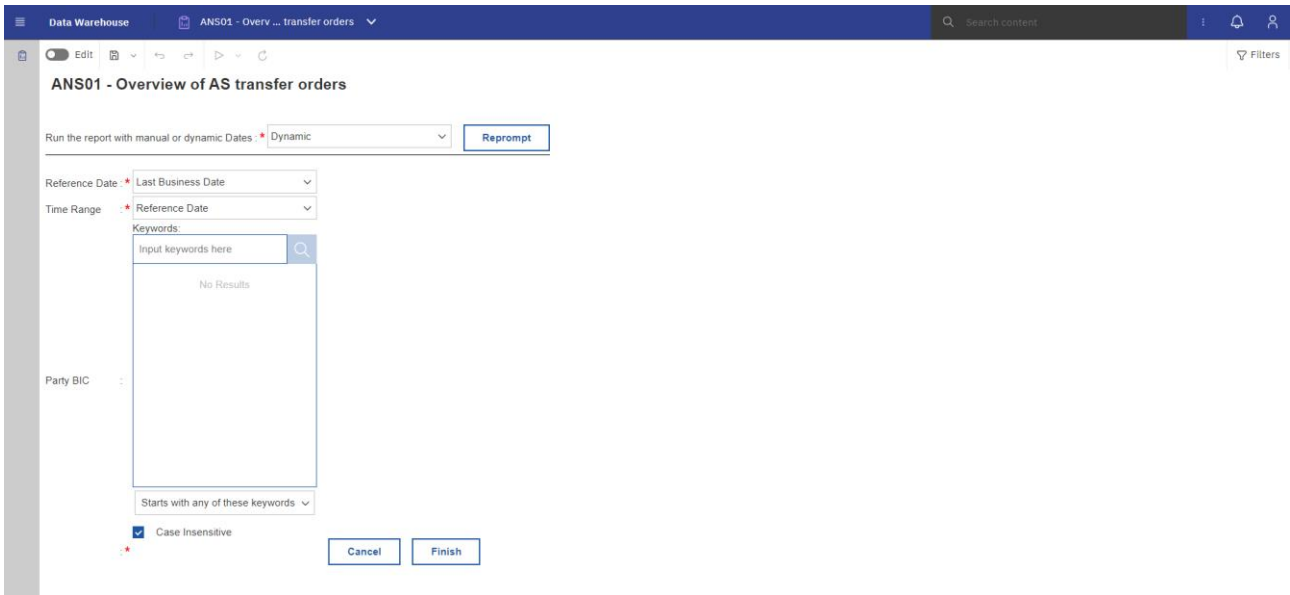 Data Warehouse ANS01 - Overv ... transfer orders Search content
Edit Filters
ANS01 - Overview of AS transfer orders
Run the report with manual or dynamic Dates : * Dynamic Reprompt
Reference Date : * Last Business Date
Time Range : * Reference Date
Keywords:
Input keywords here
No Results
Party BIC :
Starts with any of these keywords
Case Insensitive
: *
Cancel Finish